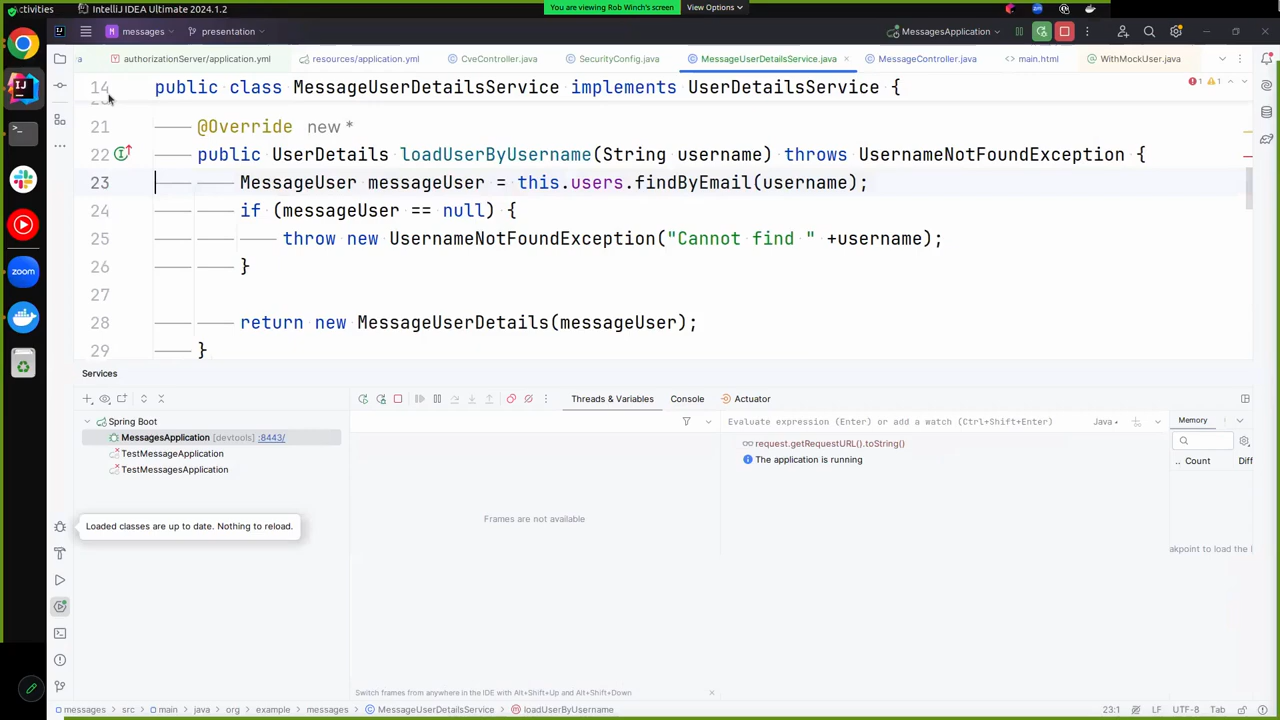 Activities
IntelliJ IDEA Ultimate 2024.1.2
You are viewing Rob Winch's screen
View Options
M messages
presentation
MessagesApplication
a
authorizationServer/application.yml
resources/application.yml
CveController.java
SecurityConfig.java
MessageUserDetailsService.java
MessageController.java
main.html
WithMockUser.java
14 public class MessageUserDetailsService implements UserDetailsService {
1 1
21 @Override new *
22 public UserDetails loadUserByUsername(String username) throws UsernameNotFoundException {
23 MessageUser messageUser = this.users.findByEmail(username);
24 if (messageUser == null) {
25 throw new UsernameNotFoundException("Cannot find " +username);
26 }
27
28 return new MessageUserDetails(messageUser);
29 }
Services
Threads & Variables
Console
Actuator
Spring Boot
MessagesApplication [devtools] :8443/
TestMessageApplication
TestMessagesApplication
Evaluate expression (Enter) or add a watch (Ctrl+Shift+Enter)
Java
Memory
request.getRequestURL().toString()
The application is running
.. Count Diff
Frames are not available
Loaded classes are up to date. Nothing to reload.
akpoint to load the l
Switch frames from anywhere in the IDE with Alt+Shift+Up and Alt+Shift+Down
zoom
messages > src > main > java > org > example > messages > MessageUserDetailsService > loadUserByUsername
23:1 LF UTF-8 Tab